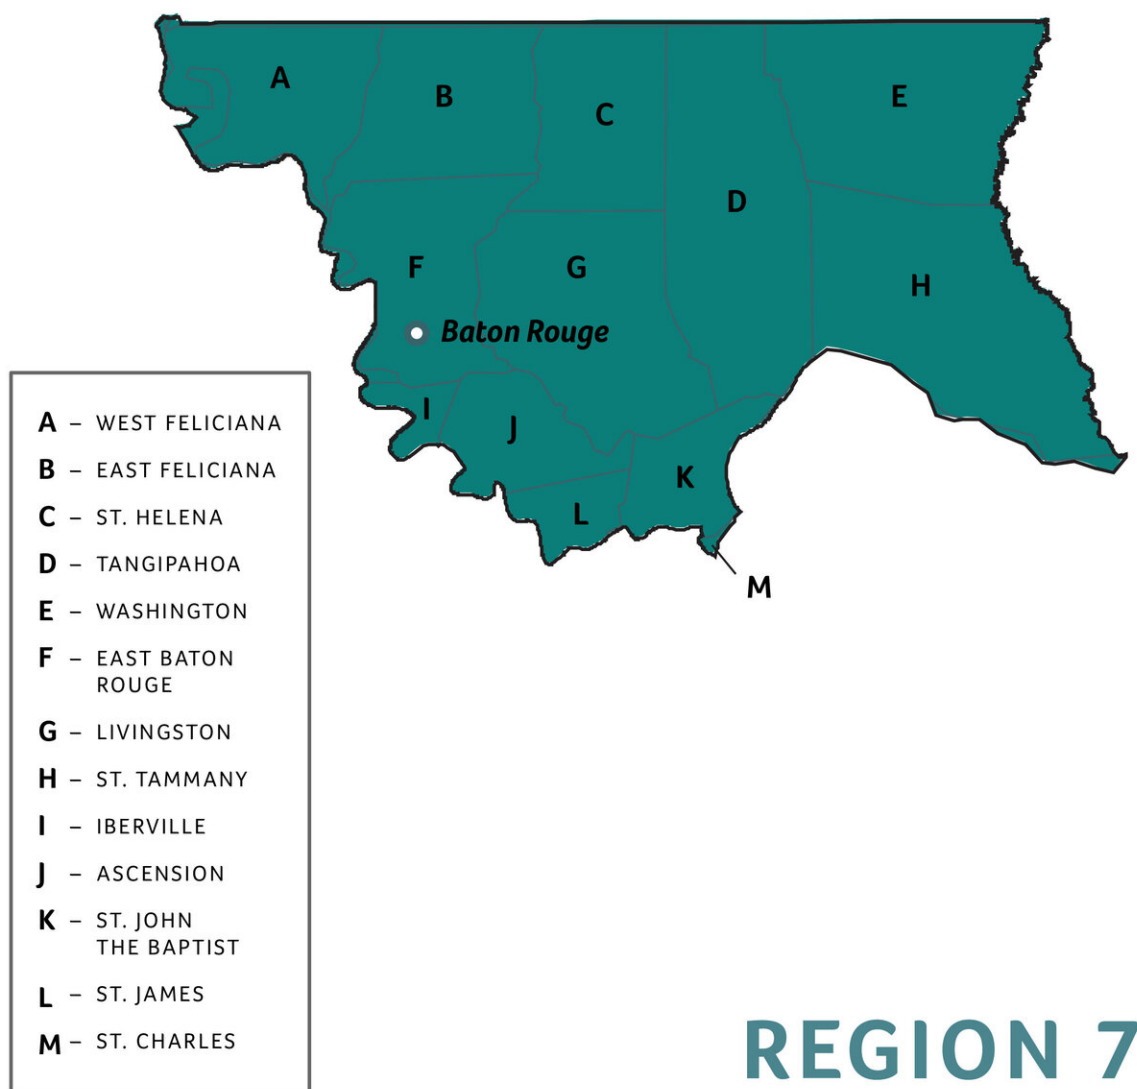 A
B
C
E
D
F
G
H
Baton Rouge
I
J
K
L
M
A – WEST FELICIANA
B – EAST FELICIANA
C – ST. HELENA
D – TANGIPAHOA
E – WASHINGTON
F – EAST BATON
ROUGE
G – LIVINGSTON
H – ST. TAMMANY
I – IBERVILLE
J – ASCENSION
K – ST. JOHN
THE BAPTIST
L – ST. JAMES
M – ST. CHARLES
REGION 7